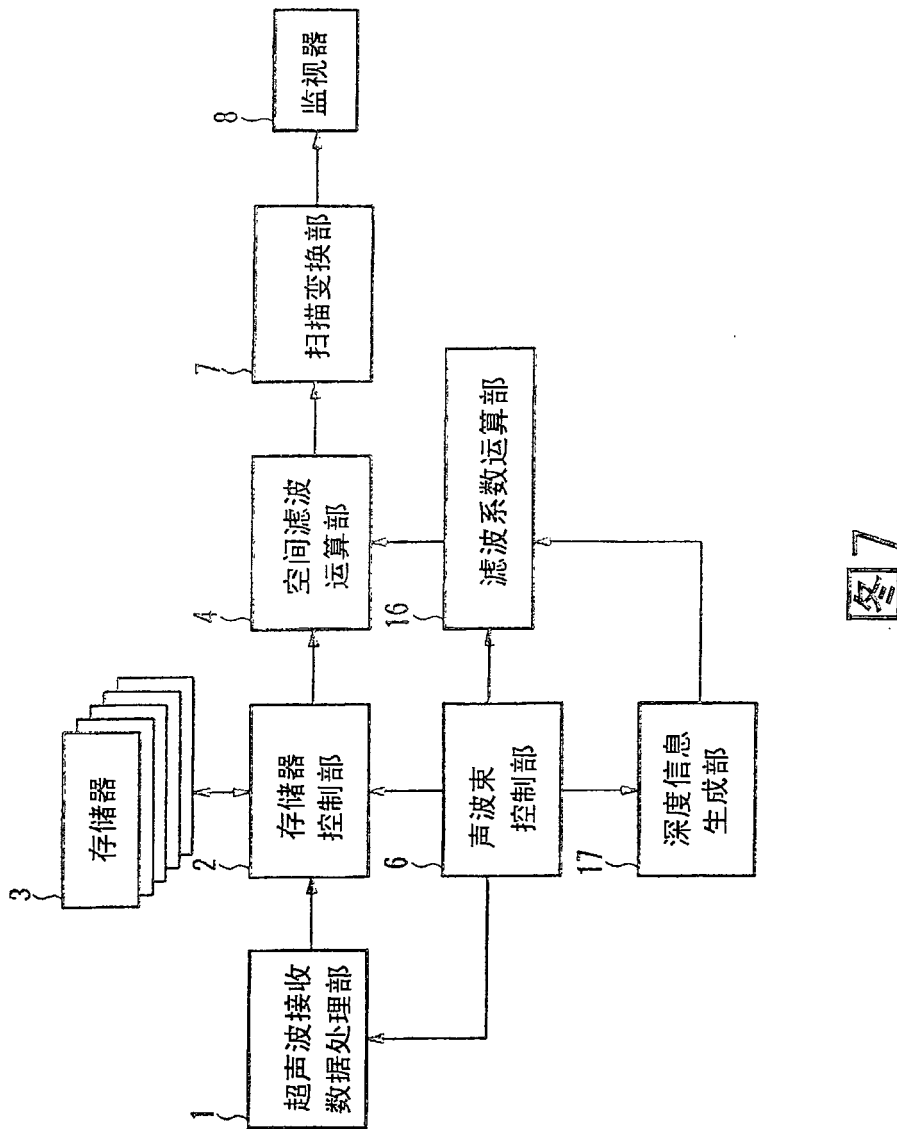 3
存储器
1
超声波接收
数据处理部
2
存储器
控制部
4
空间滤波
运算部
7
扫描变换部
8
监视器
6
声波束
控制部
16
滤波系数运算部
17
深度信息
生成部
图7